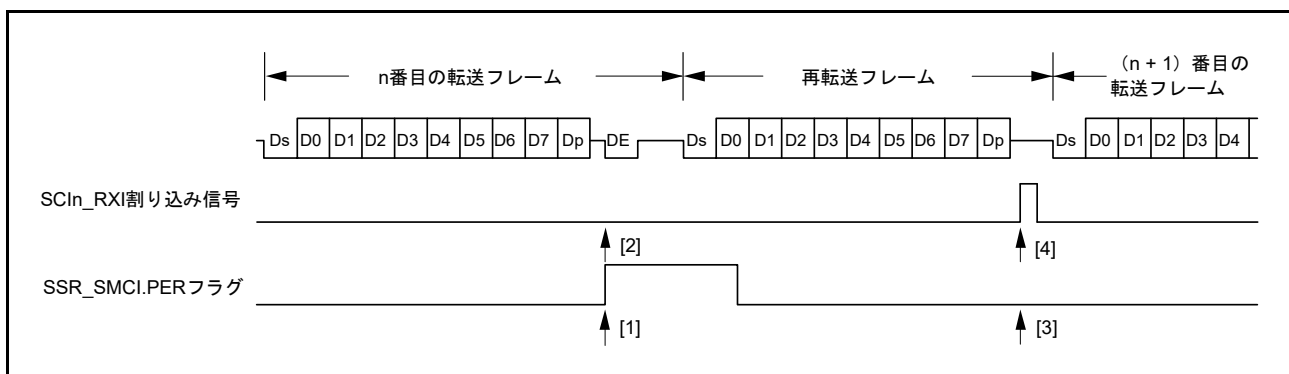 n番目の転送フレーム
再転送フレーム
（n + 1）番目の
転送フレーム
Ds D0 D1 D2 D3 D4 D5 D6 D7 Dp DE Ds D0 D1 D2 D3 D4 D5 D6 D7 Dp Ds D0 D1 D2 D3 D4
SCIn_RXI割り込み信号
[2]
[4]
SSR_SMCI.PERフラグ
[1]
[3]